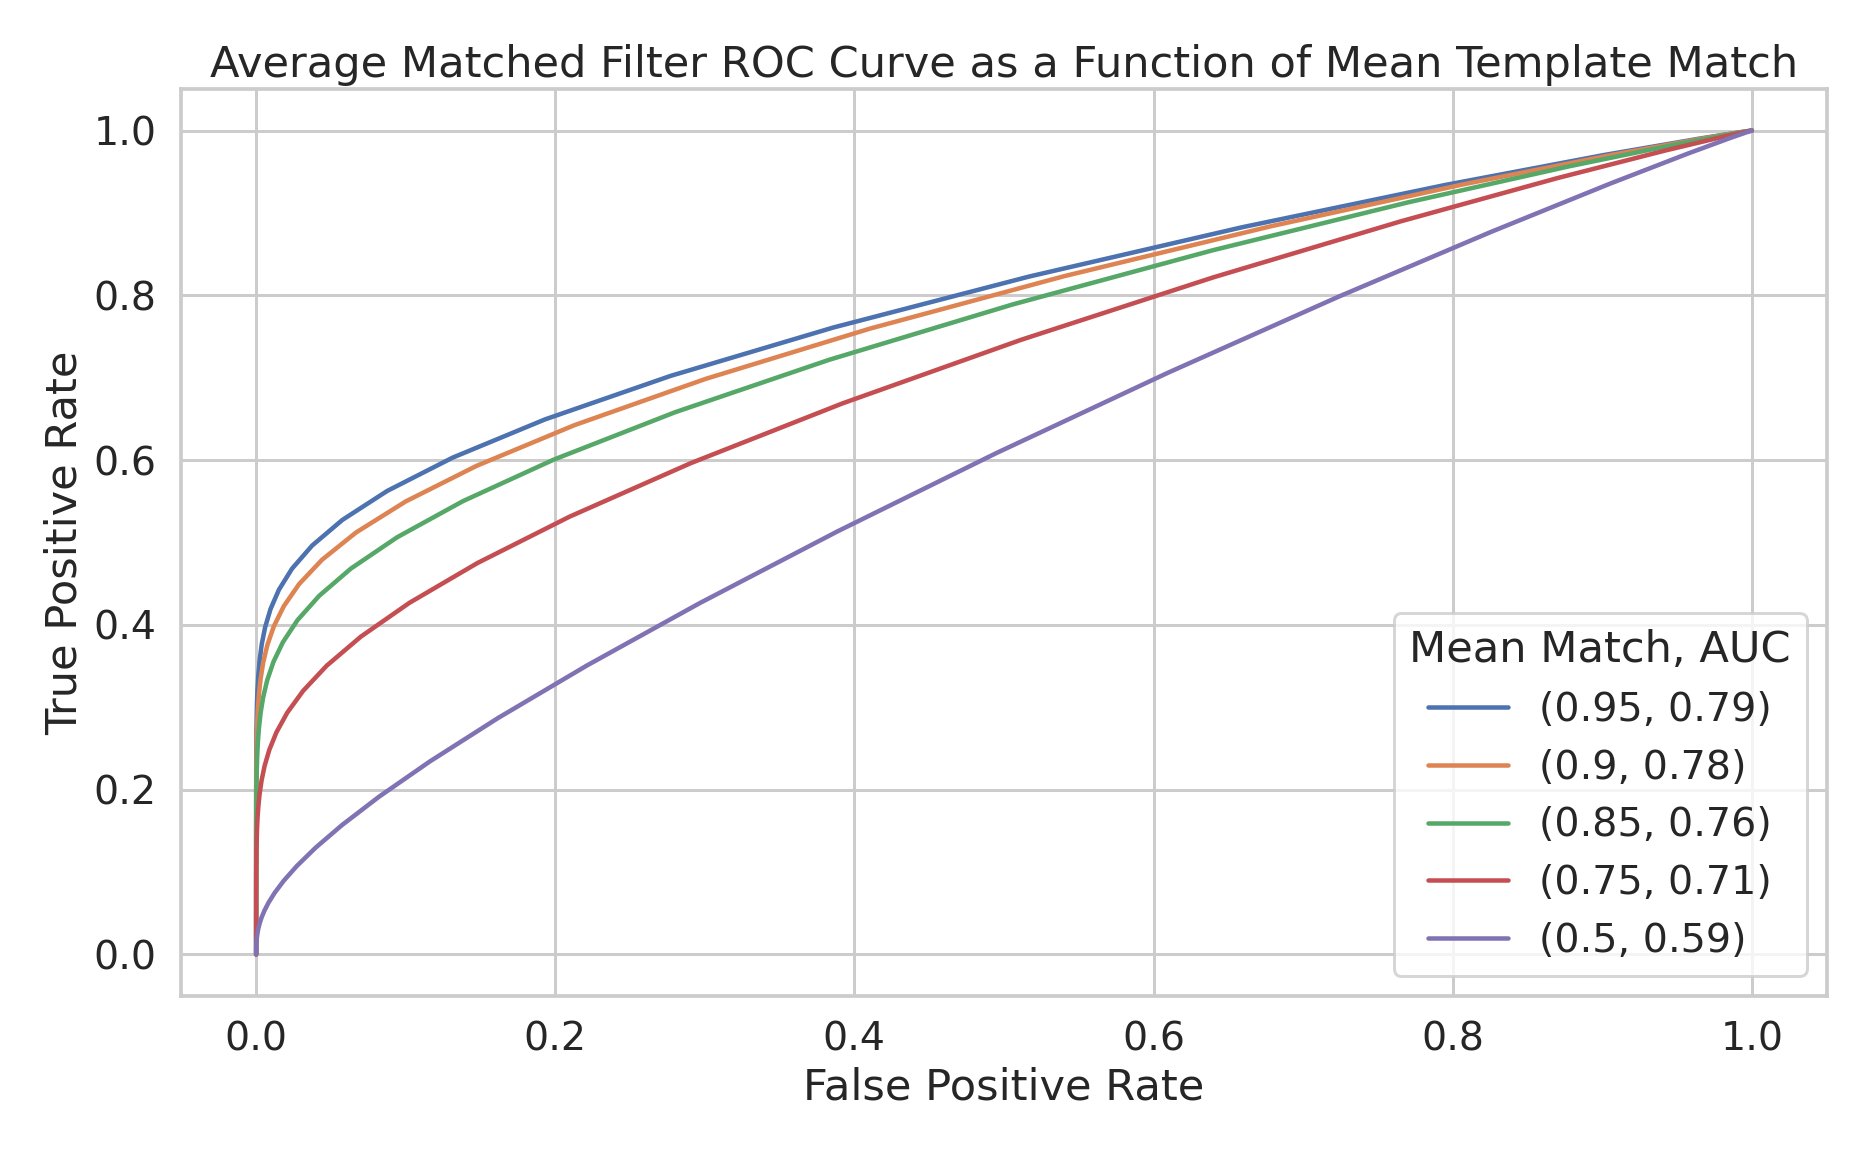 Average Matched Filter ROC Curve as a Function of Mean Template Match
True Positive Rate
1.0
0.8
0.6
0.4
0.2
0.0
Mean Match, AUC
(0.95, 0.79)
(0.9, 0.78)
(0.85, 0.76)
(0.75, 0.71)
(0.5, 0.59)
0.0 0.2 0.4 0.6 0.8 1.0
False Positive Rate